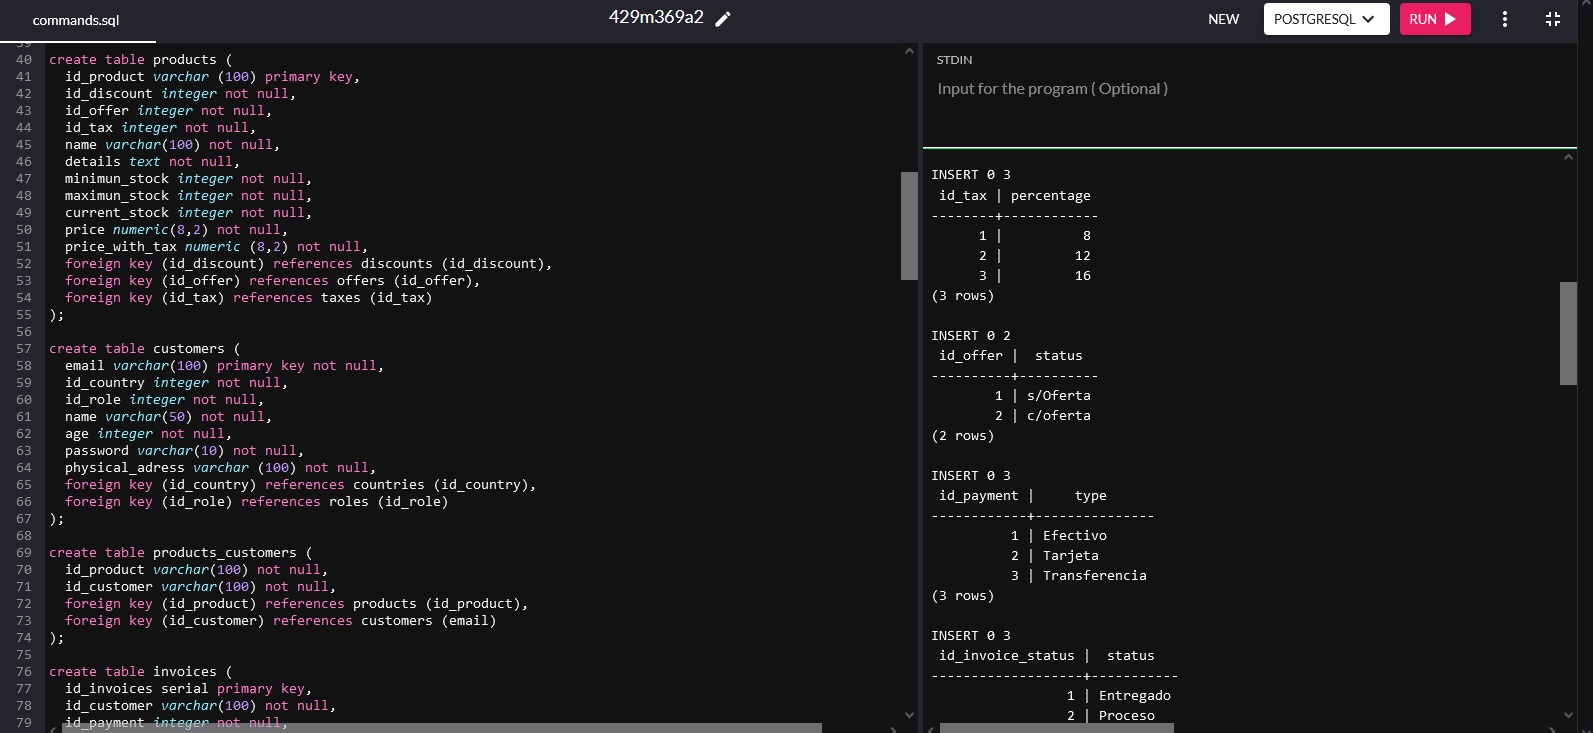 commands.sql
429m369a2
NEW
POSTGRESQL
RUN
39
40 create table products (
41   id_product varchar (100) primary key,
42   id_discount integer not null,
43   id_offer integer not null,
44   id_tax integer not null,
45   name varchar(100) not null,
46   details text not null,
47   minimun_stock integer not null,
48   maximun_stock integer not null,
49   current_stock integer not null,
50   price numeric(8,2) not null,
51   price_with_tax numeric (8,2) not null,
52   foreign key (id_discount) references discounts (id_discount),
53   foreign key (id_offer) references offers (id_offer),
54   foreign key (id_tax) references taxes (id_tax)
55 );
56
57 create table customers (
58   email varchar(100) primary key not null,
59   id_country integer not null,
60   id_role integer not null,
61   name varchar(50) not null,
62   age integer not null,
63   password varchar(10) not null,
64   physical_adress varchar (100) not null,
65   foreign key (id_country) references countries (id_country),
66   foreign key (id_role) references roles (id_role)
67 );
68
69 create table products_customers (
70   id_product varchar(100) not null,
71   id_customer varchar(100) not null,
72   foreign key (id_product) references products (id_product),
73   foreign key (id_customer) references customers (email)
74 );
75
76 create table invoices (
77   id_invoices serial primary key,
78   id_customer varchar(100) not null,
79   id_payment integer not null,
STDIN
Input for the program ( Optional )
INSERT 0 3
 id_tax | percentage
--------+------------
      1 |          8
      2 |         12
      3 |         16
(3 rows)

INSERT 0 2
 id_offer |  status
----------+----------
        1 | s/Oferta
        2 | c/oferta
(2 rows)

INSERT 0 3
 id_payment |     type
------------+---------------
          1 | Efectivo
          2 | Tarjeta
          3 | Transferencia
(3 rows)

INSERT 0 3
 id_invoice_status |  status
-------------------+-----------
                 1 | Entregado
                 2 | Proceso